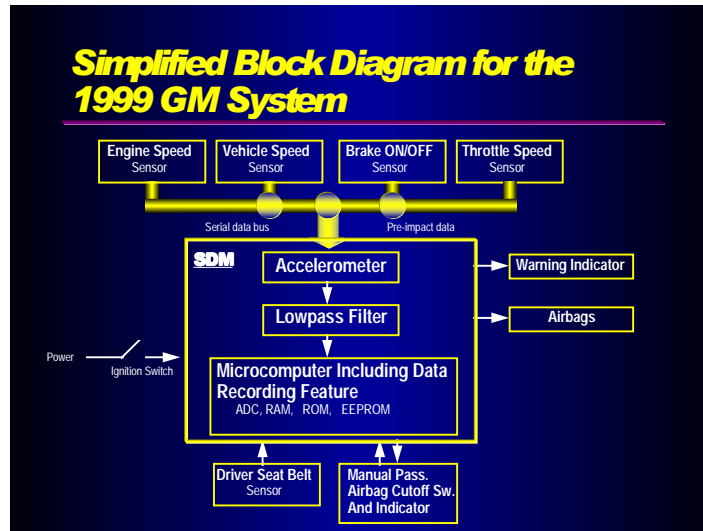 Simplified Block Diagram for the
1999 GM System
Engine Speed
Sensor
Vehicle Speed
Sensor
Brake ON/OFF
Sensor
Throttle Speed
Sensor
Serial data bus
Pre-impact data
SDM
Accelerometer
Warning Indicator
Lowpass Filter
Airbags
Power
Ignition Switch
Microcomputer Including Data
Recording Feature
ADC, RAM, ROM, EEPROM
Driver Seat Belt
Sensor
Manual Pass.
Airbag Cutoff Sw.
And Indicator